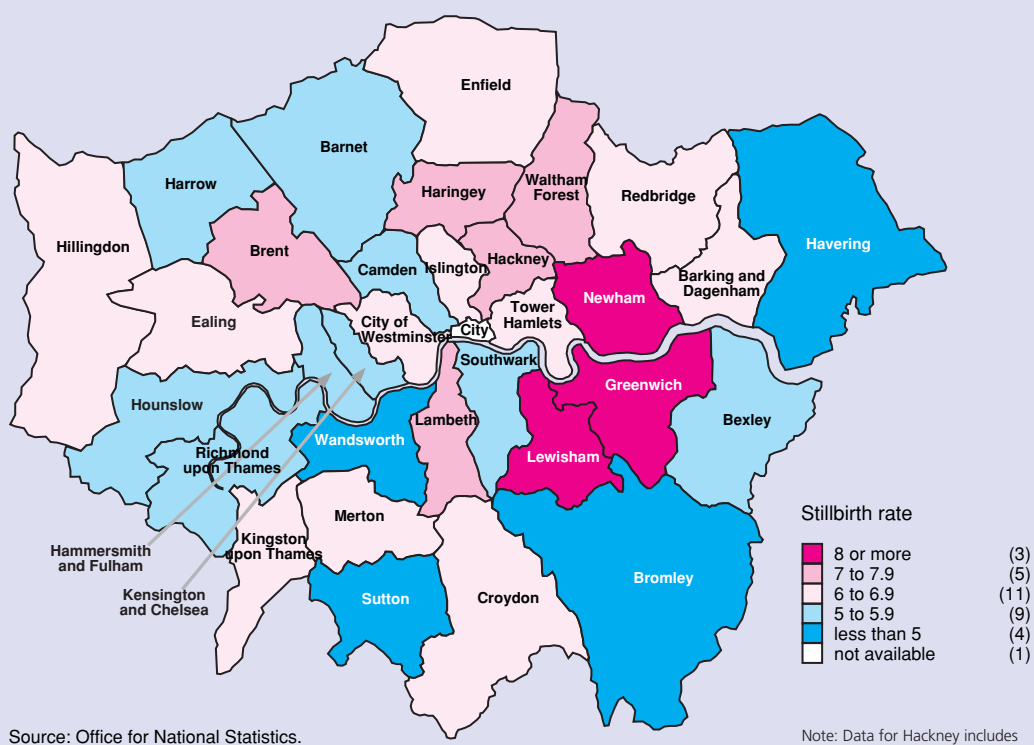 Enfield
Barnet
Harrow
Haringey
Waltham
Forest
Redbridge
Hillingdon
Brent
Havering
Camden
Islington
Hackney
Barking and
Dagenham
Newham
Ealing
City of
Westminster
City
Tower
Hamlets
Southwark
Greenwich
Hounslow
Lambeth
Bexley
Wandsworth
Richmond
upon Thames
Lewisham
Merton
Kingston
upon Thames
Hammersmith
and Fulham
Kensington
and Chelsea
Sutton
Croydon
Bromley
Stillbirth rate
8 or more (3)
7 to 7.9 (5)
6 to 6.9 (11)
5 to 5.9 (9)
less than 5 (4)
not available (1)
Source: Office for National Statistics.
Note: Data for Hackney includes